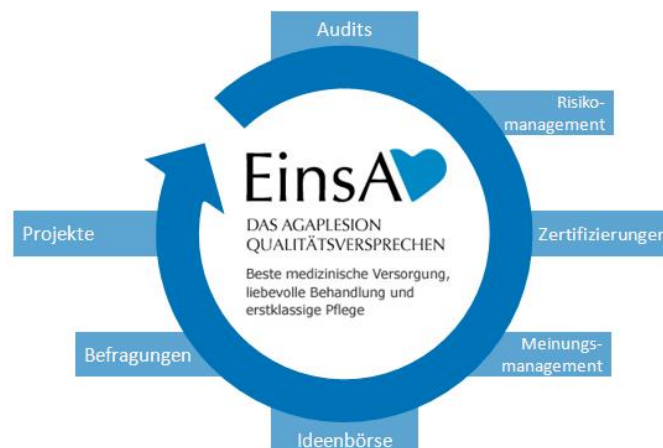 Audits
Risiko-
management
Zertifizierungen
Meinungs-
management
Ideenbörse
Befragungen
Projekte
EinsA
DAS AGAPLESION
QUALITÄTSVERSPRECHEN
Beste medizinische Versorgung,
liebevolle Behandlung und
erstklassige Pflege